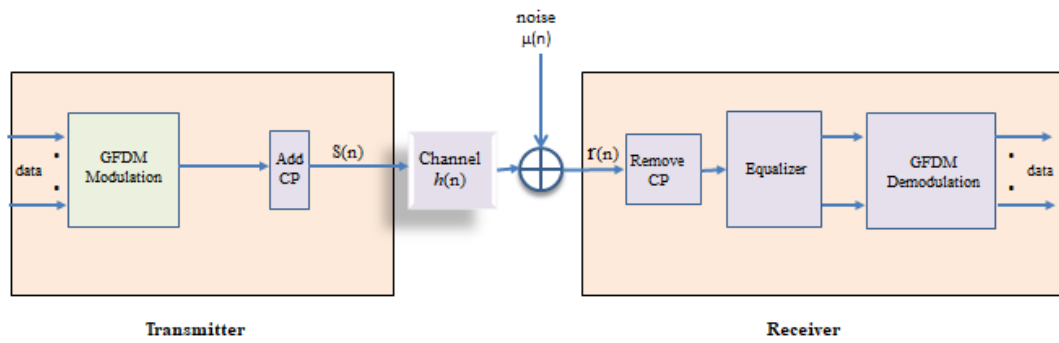 noise
μ(n)
data
GFDM
Modulation
Add
CP
S(n)
Channel
h(n)
r(n)
Remove
CP
Equalizer
GFDM
Demodulation
data
Transmitter
Receiver